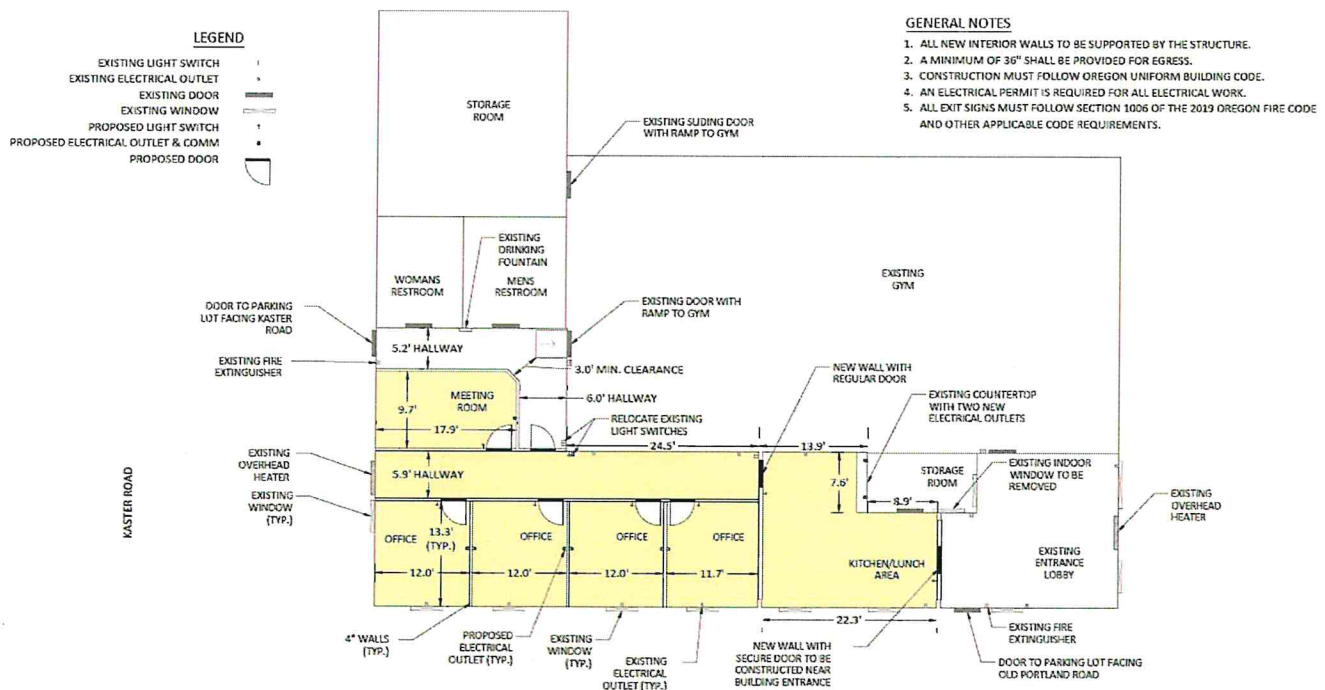 LEGEND
EXISTING LIGHT SWITCH
EXISTING ELECTRICAL OUTLET
EXISTING DOOR
EXISTING WINDOW
PROPOSED LIGHT SWITCH
PROPOSED ELECTRICAL OUTLET & COMM
PROPOSED DOOR
GENERAL NOTES
1. ALL NEW INTERIOR WALLS TO BE SUPPORTED BY THE STRUCTURE.
2. A MINIMUM OF 36" SHALL BE PROVIDED FOR EGRESS.
3. CONSTRUCTION MUST FOLLOW OREGON UNIFORM BUILDING CODE.
4. AN ELECTRICAL PERMIT IS REQUIRED FOR ALL ELECTRICAL WORK.
5. ALL EXIT SIGNS MUST FOLLOW SECTION 1006 OF THE 2019 OREGON FIRE CODE
AND OTHER APPLICABLE CODE REQUIREMENTS.
STORAGE
ROOM
EXISTING SLIDING DOOR
WITH RAMP TO GYM
EXISTING
DRINKING
FOUNTAIN
WOMANS
RESTROOM
MENS
RESTROOM
EXISTING
GYM
DOOR TO PARKING
LOT FACING KASTER
ROAD
EXISTING DOOR WITH
RAMP TO GYM
5.2' HALLWAY
EXISTING FIRE
EXTINGUISHER
3.0' MIN. CLEARANCE
NEW WALL WITH
REGULAR DOOR
9.7'
MEETING
ROOM
6.0' HALLWAY
EXISTING COUNTERTOP
WITH TWO NEW
ELECTRICAL OUTLETS
17.9'
RELOCATE EXISTING
LIGHT SWITCHES
24.5'
13.9'
EXISTING
OVERHEAD
HEATER
5.9' HALLWAY
7.6'
STORAGE
ROOM
EXISTING INDOOR
WINDOW TO BE
REMOVED
8.9'
EXISTING
WINDOW
(TYP.)
EXISTING
OVERHEAD
HEATER
KASTER ROAD
OFFICE
13.3'
(TYP.)
OFFICE
OFFICE
OFFICE
KITCHEN/LUNCH
AREA
EXISTING
ENTRANCE
LOBBY
12.0'
12.0'
12.0'
11.7'
22.3'
4" WALLS
(TYP.)
PROPOSED
ELECTRICAL
OUTLET (TYP.)
EXISTING
WINDOW
(TYP.)
EXISTING
ELECTRICAL
OUTLET (TYP.)
NEW WALL WITH
SECURE DOOR TO BE
CONSTRUCTED NEAR
BUILDING ENTRANCE
EXISTING FIRE
EXTINGUISHER
DOOR TO PARKING LOT FACING
OLD PORTLAND ROAD